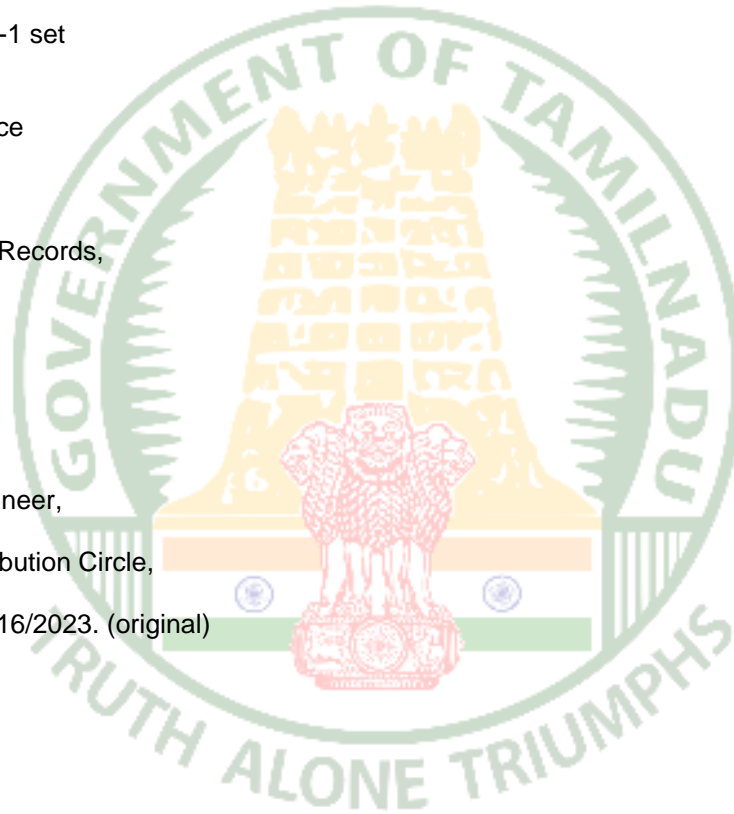 -1 set
ce
Records,
neer,
bution Circle,
16/2023. (original)
GOVERNMENT OF TAMILNADU
TRUTH ALONE TRIUMPHS